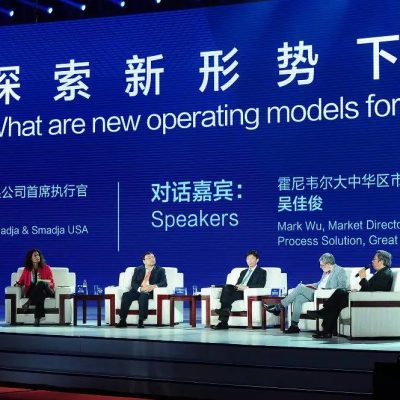 探索新形势下
What are new operating models for
公司首席执行官
adja & Smadja USA
对话嘉宾：
Speakers
霍尼韦尔大中华区市
吴佳俊
Mark Wu, Market Direct
Process Solution, Great